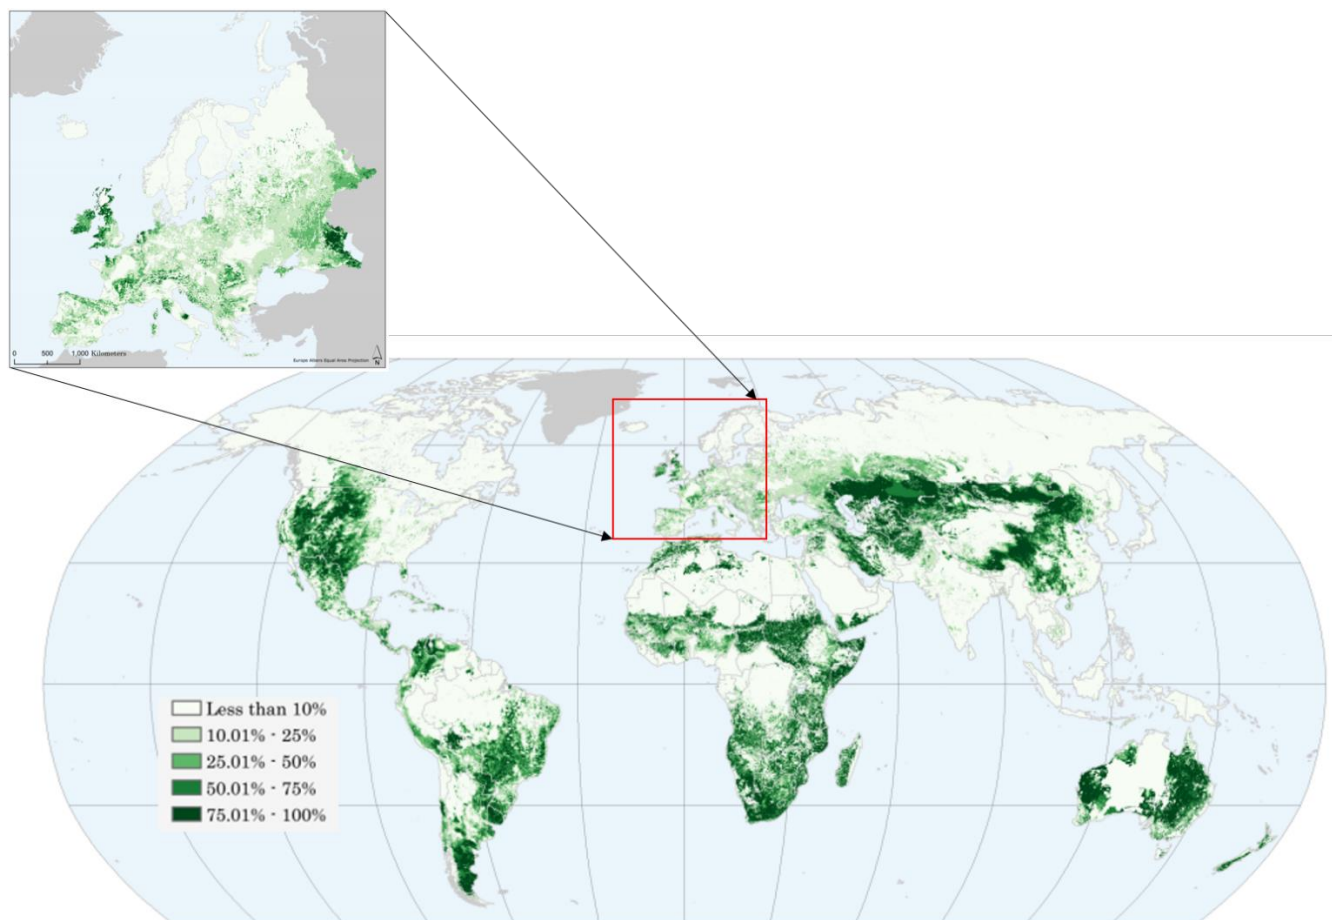 0 500 1,000 Kilometers
Europe Albers Equal Area Projection
N
Less than 10%
10.01% - 25%
25.01% - 50%
50.01% - 75%
75.01% - 100%